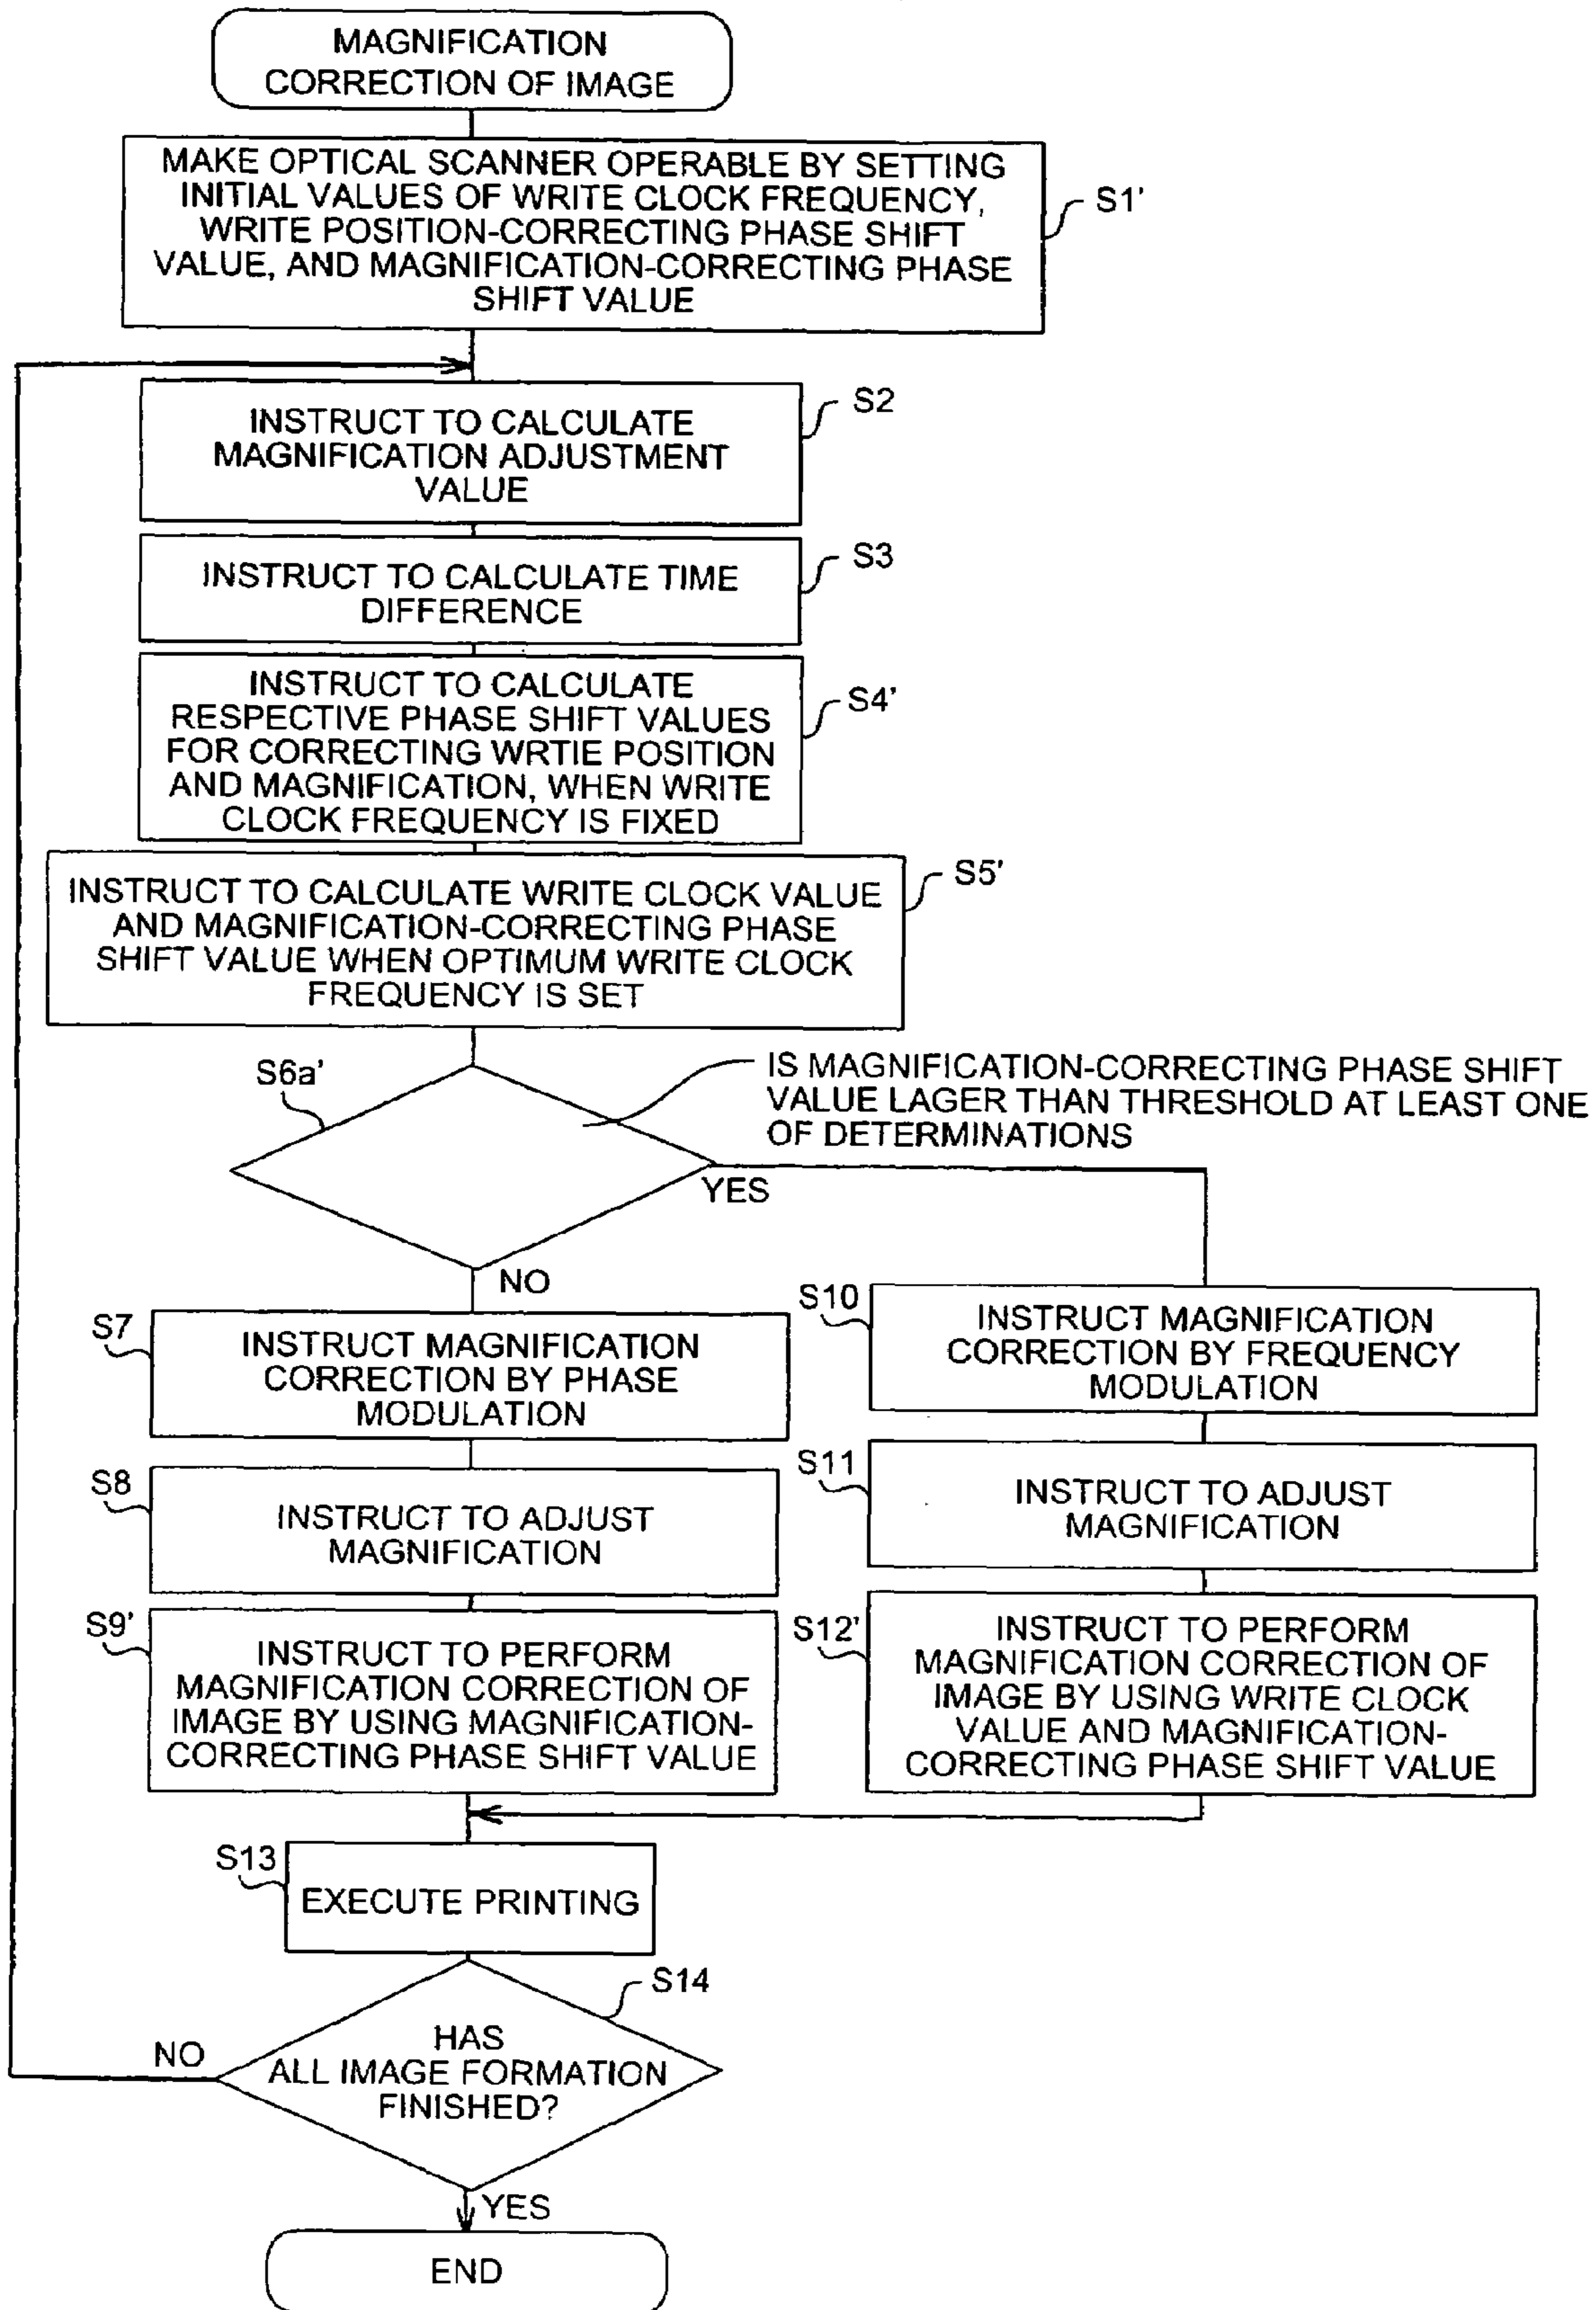 MAGNIFICATION
CORRECTION OF IMAGE
MAKE OPTICAL SCANNER OPERABLE BY SETTING
INITIAL VALUES OF WRITE CLOCK FREQUENCY,
WRITE POSITION-CORRECTING PHASE SHIFT
VALUE, AND MAGNIFICATION-CORRECTING PHASE
SHIFT VALUE
S1'
S2
INSTRUCT TO CALCULATE
MAGNIFICATION ADJUSTMENT
VALUE
S3
INSTRUCT TO CALCULATE TIME
DIFFERENCE
S4'
INSTRUCT TO CALCULATE
RESPECTIVE PHASE SHIFT VALUES
FOR CORRECTING WRTIE POSITION
AND MAGNIFICATION, WHEN WRITE
CLOCK FREQUENCY IS FIXED
S5'
INSTRUCT TO CALCULATE WRITE CLOCK VALUE
AND MAGNIFICATION-CORRECTING PHASE
SHIFT VALUE WHEN OPTIMUM WRITE CLOCK
FREQUENCY IS SET
S6a'
IS MAGNIFICATION-CORRECTING PHASE SHIFT
VALUE LAGER THAN THRESHOLD AT LEAST ONE
OF DETERMINATIONS
YES
NO
S7
INSTRUCT MAGNIFICATION
CORRECTION BY PHASE
MODULATION
S10
INSTRUCT MAGNIFICATION
CORRECTION BY FREQUENCY
MODULATION
S8
INSTRUCT TO ADJUST
MAGNIFICATION
S11
INSTRUCT TO ADJUST
MAGNIFICATION
S9'
INSTRUCT TO PERFORM
MAGNIFICATION CORRECTION OF
IMAGE BY USING MAGNIFICATION-
CORRECTING PHASE SHIFT VALUE
S12'
INSTRUCT TO PERFORM
MAGNIFICATION CORRECTION OF
IMAGE BY USING WRITE CLOCK
VALUE AND MAGNIFICATION-
CORRECTING PHASE SHIFT VALUE
S13
EXECUTE PRINTING
S14
HAS
ALL IMAGE FORMATION
FINISHED?
NO
YES
END